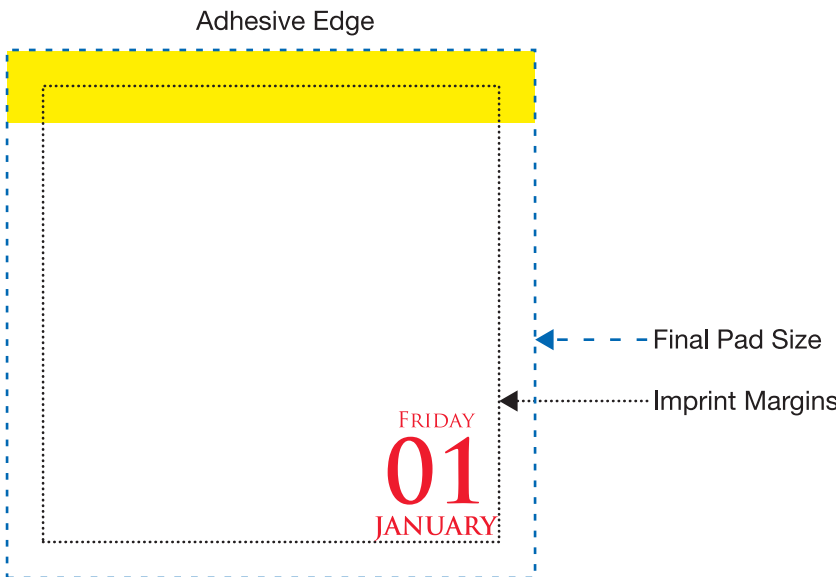 Adhesive Edge
Final Pad Size
Imprint Margins
FRIDAY
01
JANUARY